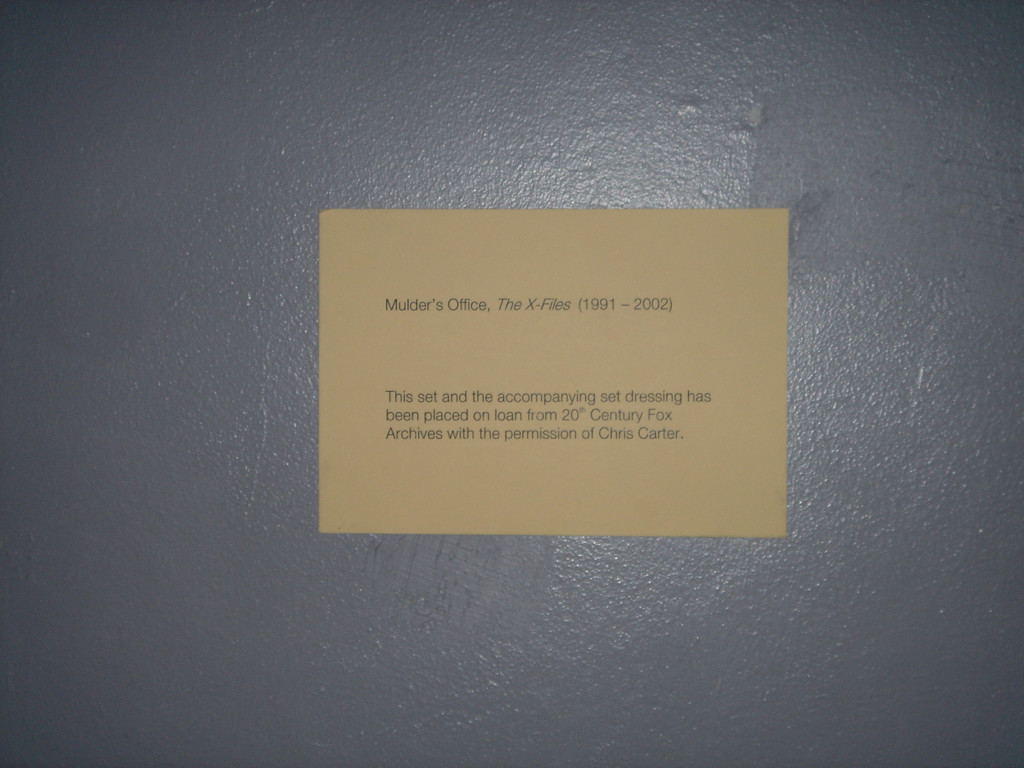 Mulder's Office, The X-Files (1991 – 2002)
This set and the accompanying set dressing has
been placed on loan from 20th Century Fox
Archives with the permission of Chris Carter.